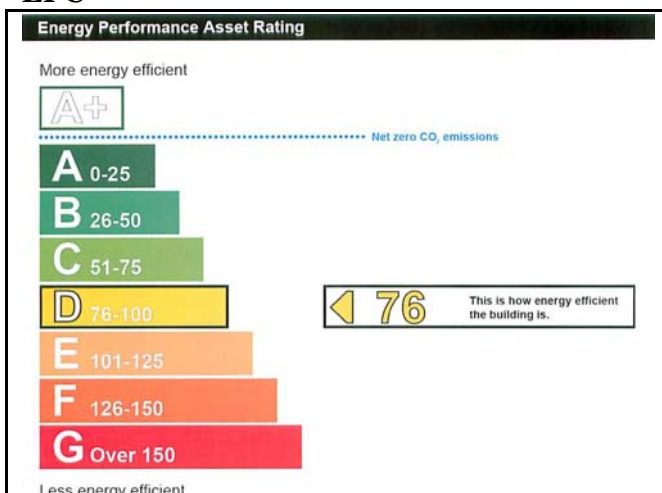 EPC
Energy Performance Asset Rating
More energy efficient
A+
Net zero CO₂ emissions
A 0-25
B 26-50
C 51-75
D 76-100
76 This is how energy efficient
the building is.
E 101-125
F 126-150
G Over 150
Less energy efficient